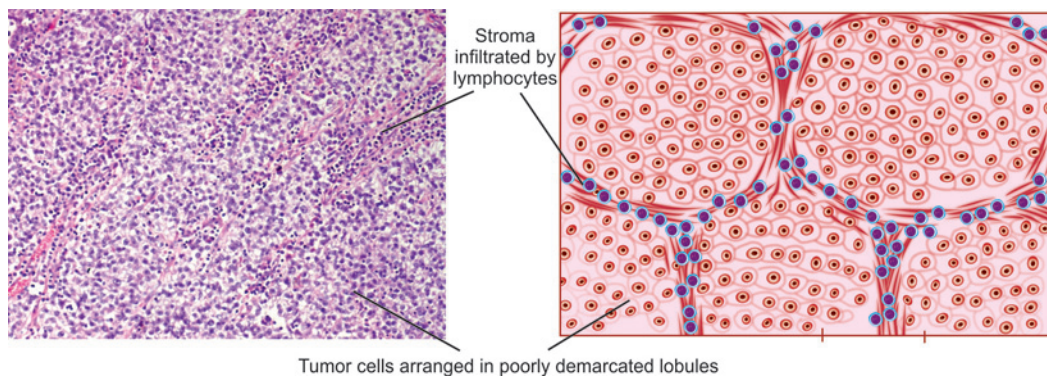 Stroma
infiltrated by
lymphocytes
Tumor cells arranged in poorly demarcated lobules